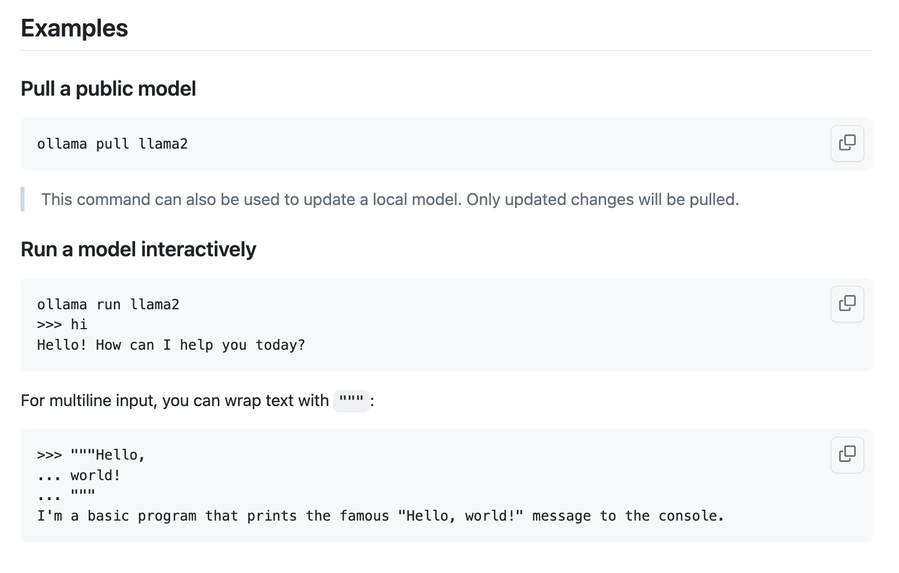 Examples
Pull a public model
ollama pull llama2
This command can also be used to update a local model. Only updated changes will be pulled.
Run a model interactively
ollama run llama2
>>> hi
Hello! How can I help you today?
For multiline input, you can wrap text with """:
>>> """Hello,
... world!
... """
I'm a basic program that prints the famous "Hello, world!" message to the console.